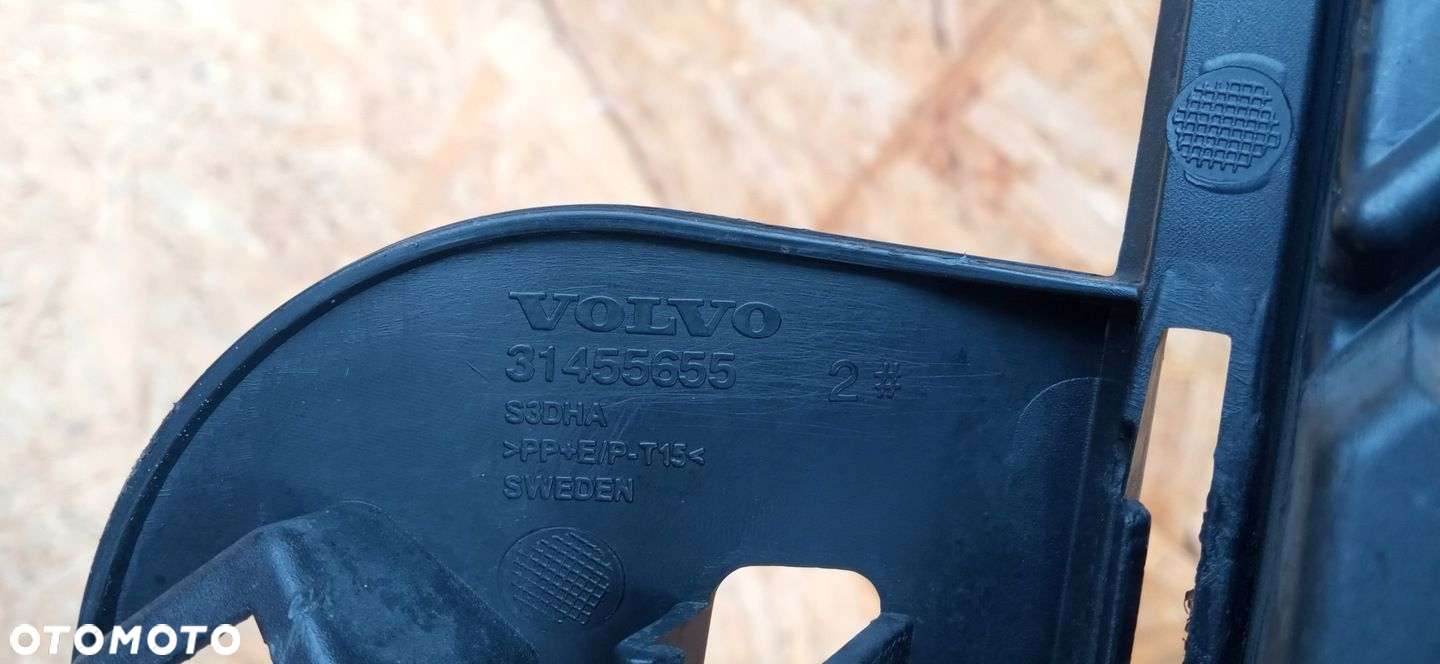 VOLVO
31455655 2#
S3DHA
>PP+E/P-T15<
SWEDEN
OTOMOTO